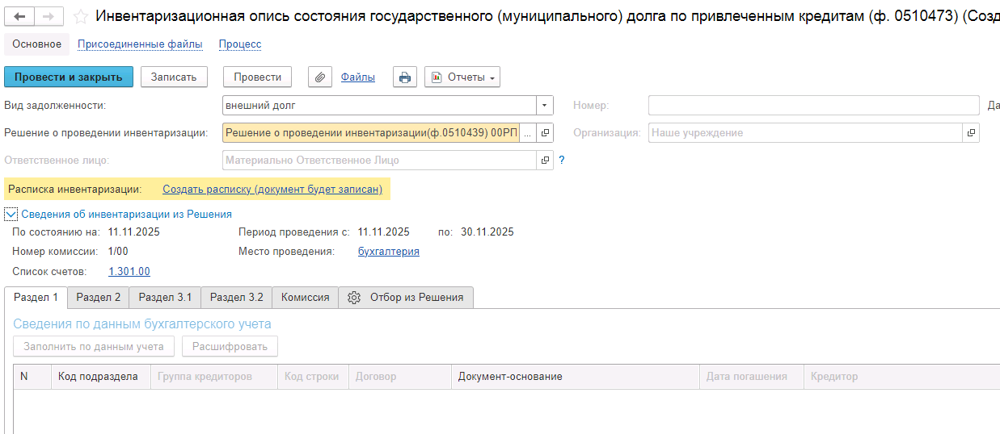 Инвентаризационная опись состояния государственного (муниципального) долга по привлеченным кредитам (ф. 0510473) (Созд
Основное Присоединенные файлы Процесс
Провести и закрыть Записать Провести Файлы Отчеты
Вид задолженности: внешний долг Номер: Да
Решение о проведении инвентаризации: Решение о проведении инвентаризации(ф.0510439) 00РП ... Организация: Наше учреждение
Ответственное лицо: Материально Ответственное Лицо ?
Расписка инвентаризации: Создать расписку (документ будет записан)
Сведения об инвентаризации из Решения
По состоянию на: 11.11.2025 Период проведения с: 11.11.2025 по: 30.11.2025
Номер комиссии: 1/00 Место проведения: бухгалтерия
Список счетов: 1.301.00
Раздел 1 Раздел 2 Раздел 3.1 Раздел 3.2 Комиссия Отбор из Решения
Сведения по данным бухгалтерского учета
Заполнить по данным учета Расшифровать
N Код подраздела Группа кредиторов Код строки Договор Документ-основание Дата погашения Кредитор